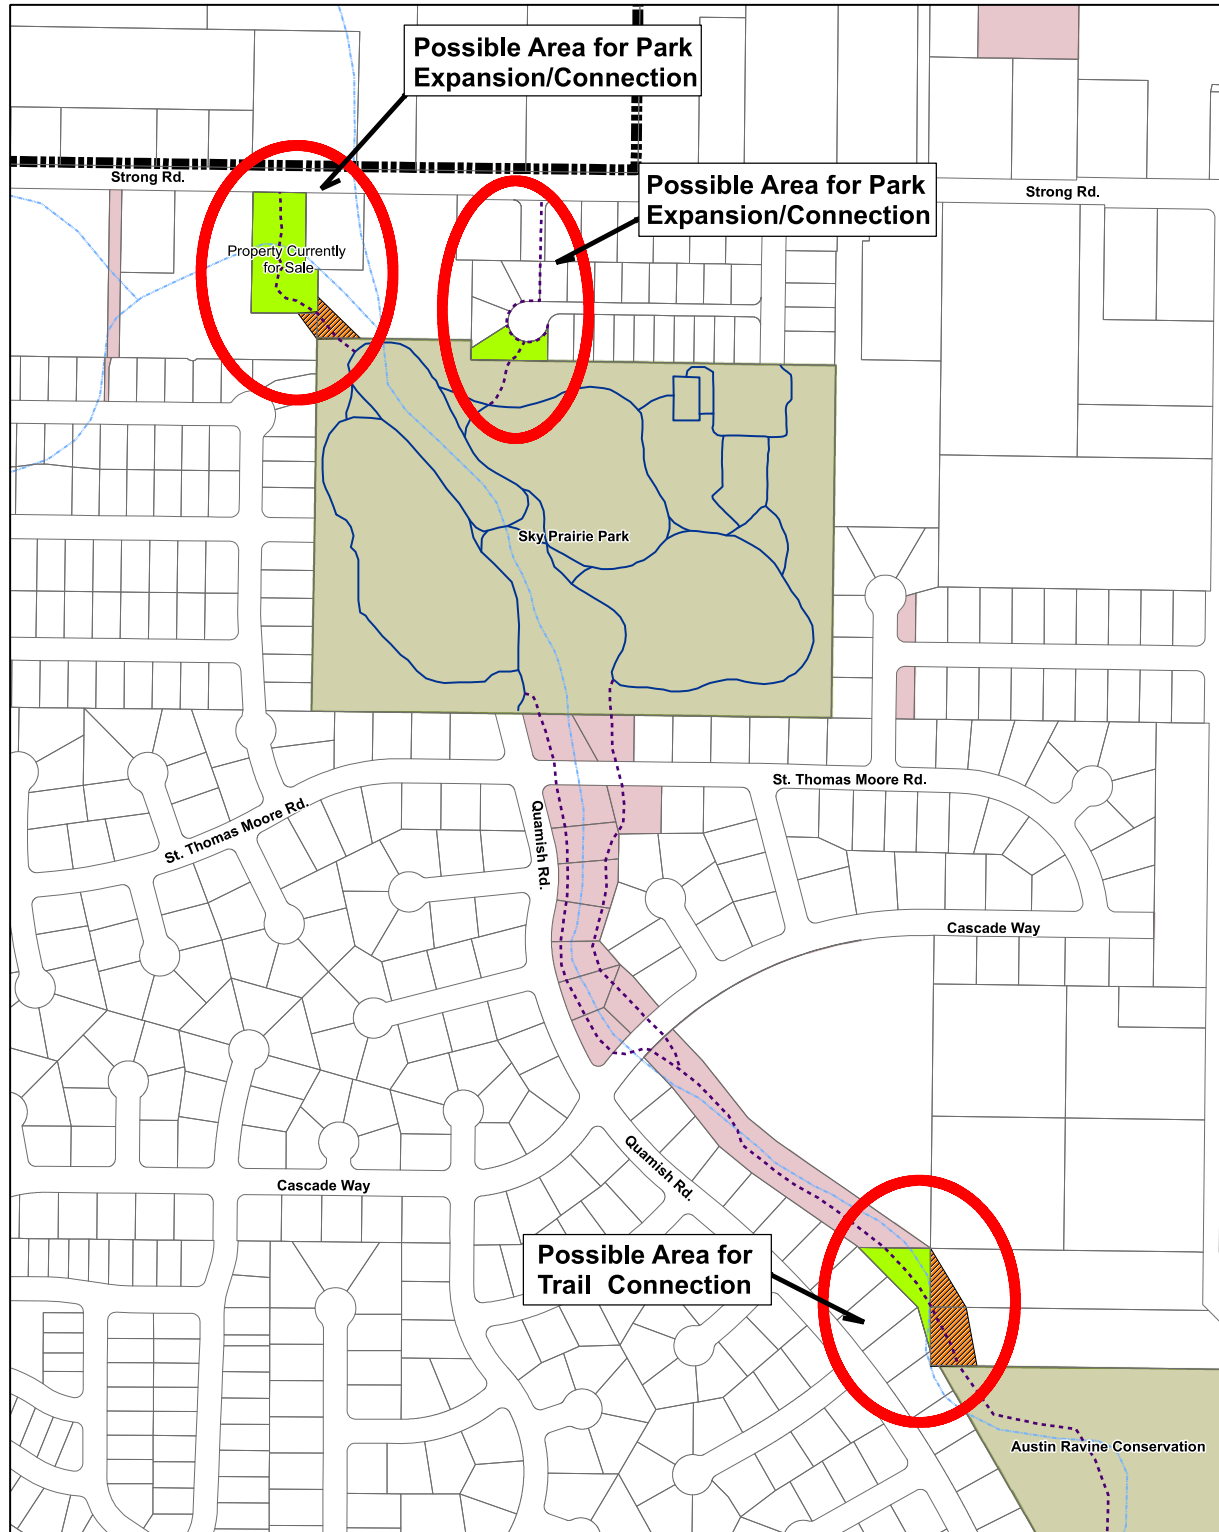 Possible Area for Park
Expansion/Connection
Strong Rd.
Possible Area for Park
Expansion/Connection
Strong Rd.
Property Currently
for Sale
Sky Prairie Park
St. Thomas Moore Rd.
St. Thomas Moore Rd.
Quamish Rd.
Cascade Way
Quamish Rd.
Cascade Way
Possible Area for
Trail Connection
Austin Ravine Conservation